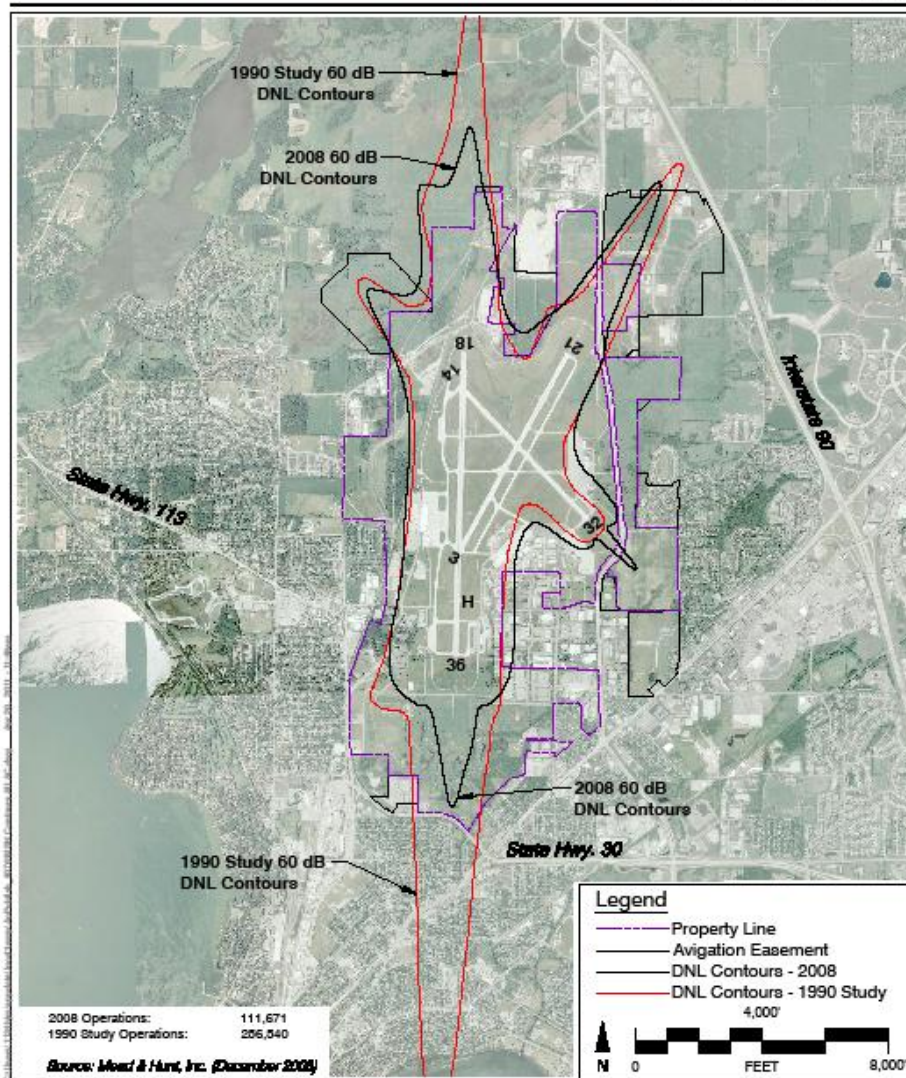 1990 Study 60 dB
DNL Contours
2008 60 dB
DNL Contours
18
14
21
Interstate 90
State Hwy. 113
32
3
H
36
2008 60 dB
DNL Contours
State Hwy. 30
1990 Study 60 dB
DNL Contours
Legend
Property Line
Avigation Easement
DNL Contours - 2008
DNL Contours - 1990 Study
4,000'
N
0
FEET
8,000'
2008 Operations: 111,671
1990 Study Operations:
Source: Mead & Hunt, Inc. (December 2008)